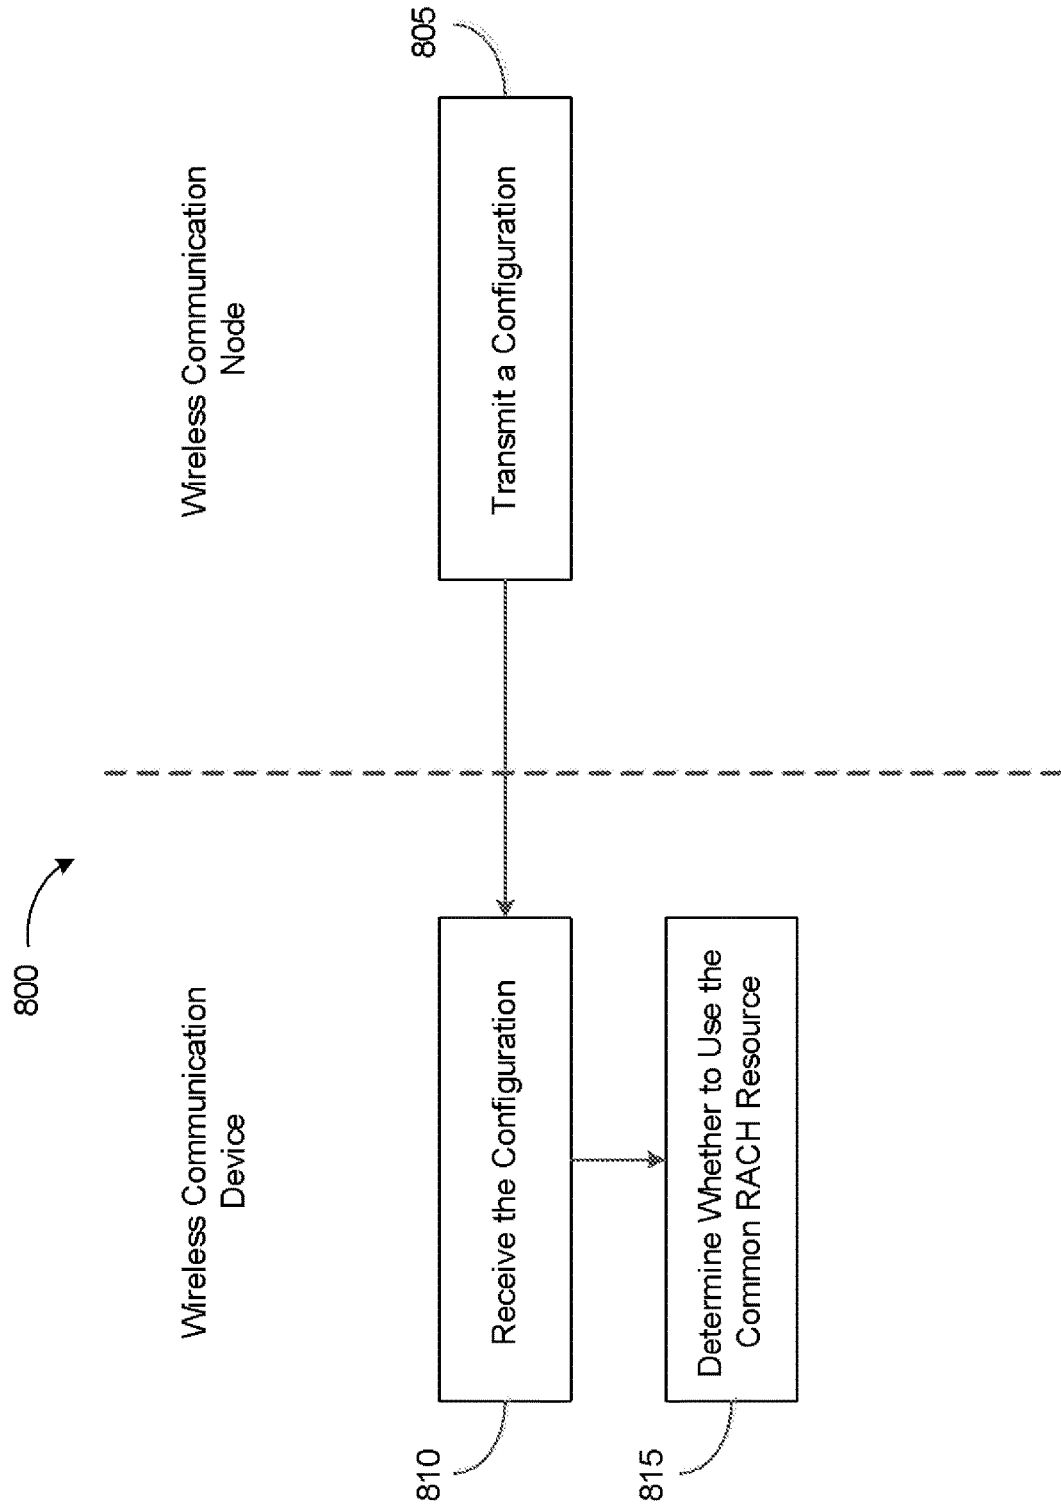 800
Wireless Communication
Device
Wireless Communication
Node
805
Transmit a Configuration
810
Receive the Configuration
815
Determine Whether to Use the
Common RACH Resource